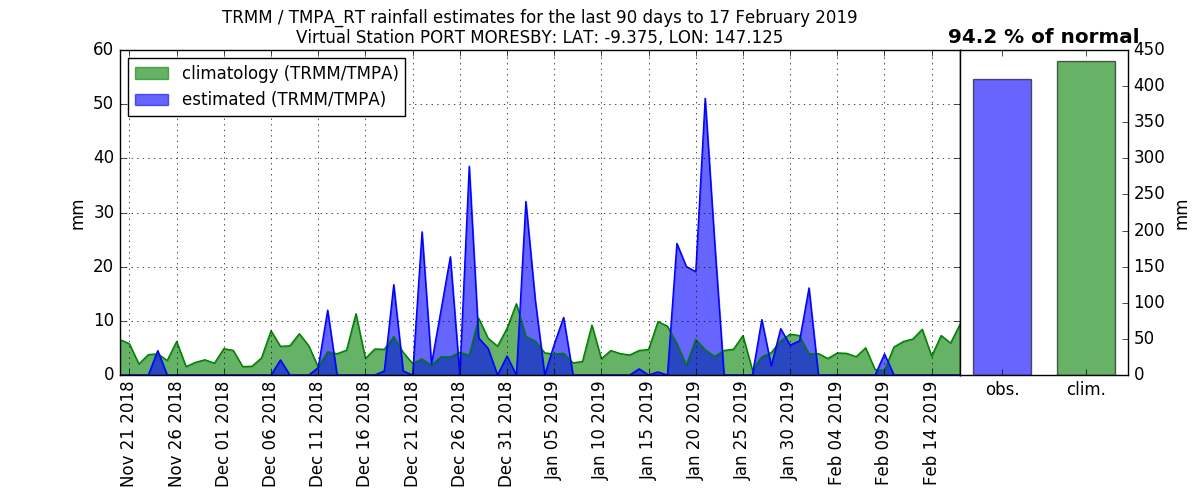 TRMM / TMPA_RT rainfall estimates for the last 90 days to 17 February 2019
Virtual Station PORT MORESBY: LAT: -9.375, LON: 147.125
94.2 % of normal
climatology (TRMM/TMPA)
estimated (TRMM/TMPA)
mm
60
50
40
30
20
10
0
Nov 21 2018
Nov 26 2018
Dec 01 2018
Dec 06 2018
Dec 11 2018
Dec 16 2018
Dec 21 2018
Dec 26 2018
Dec 31 2018
Jan 05 2019
Jan 10 2019
Jan 15 2019
Jan 20 2019
Jan 25 2019
Jan 30 2019
Feb 04 2019
Feb 09 2019
Feb 14 2019
obs.
clim.
450
400
350
300
250
200
150
100
50
0
mm